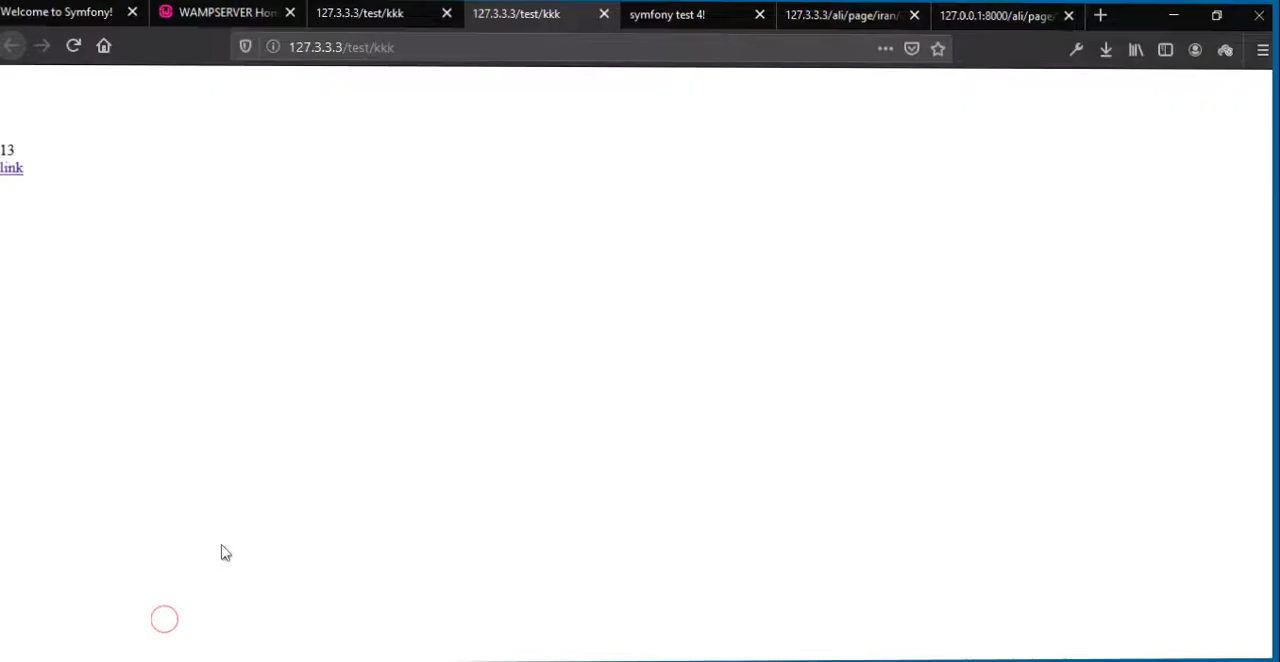 Welcome to Symfony!
WAMPSERVER Hon
127.3.3.3/test/kkk
127.3.3.3/test/kkk
symfony test 4!
127.3.3.3/ali/page/iran/
127.0.0.1:8000/ali/page/
127.3.3.3/test/kkk
13
link